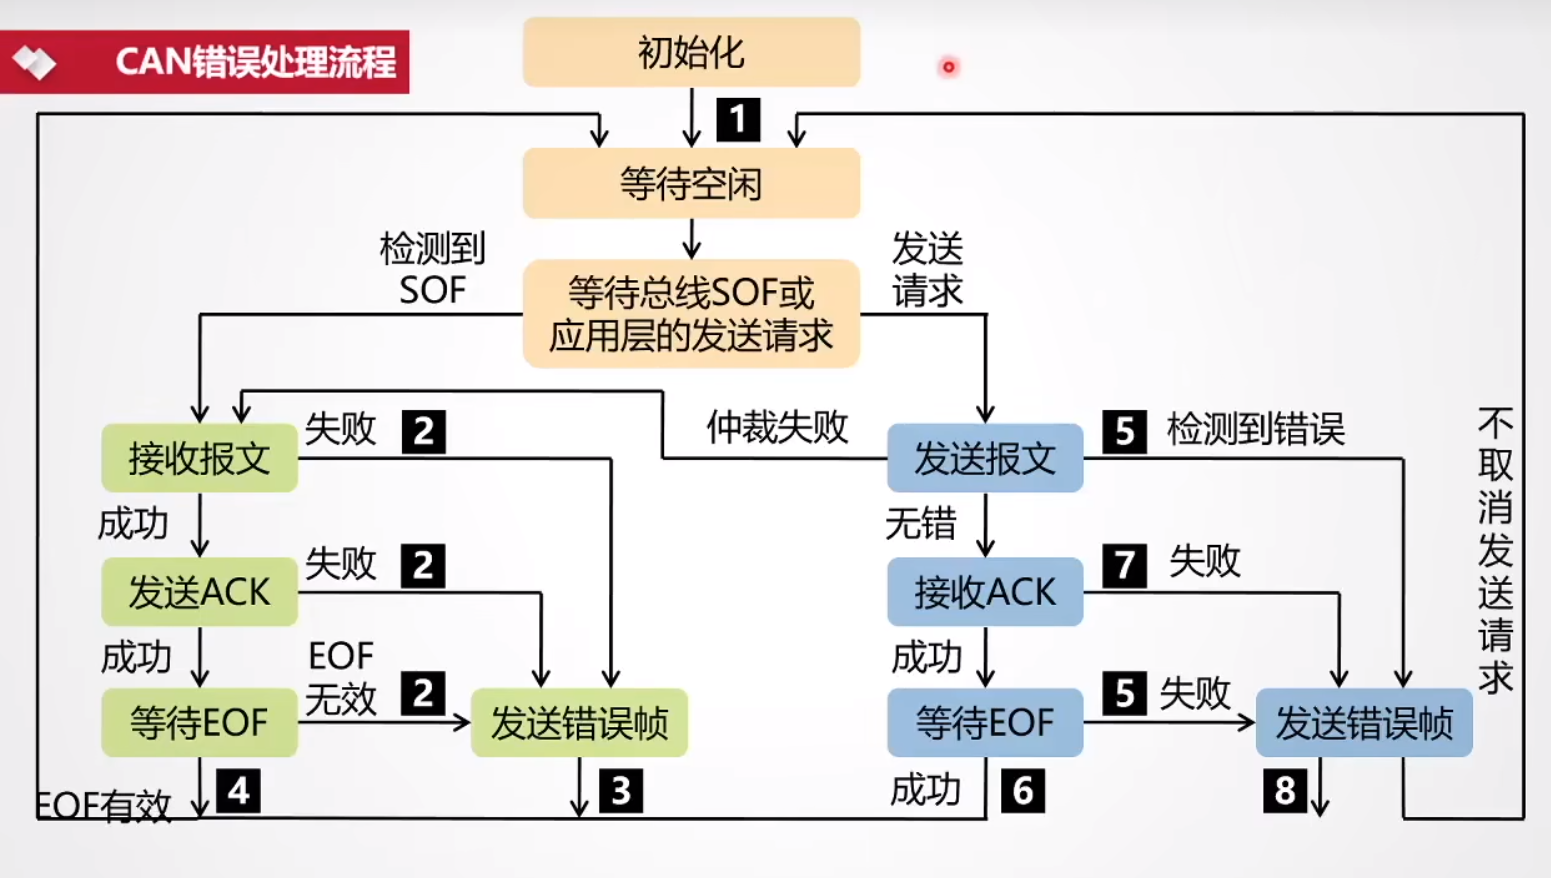 CAN错误处理流程
初始化
1
等待空闲
检测到
SOF
发送
请求
等待总线SOF或
应用层的发送请求
接收报文
失败
2
仲裁失败
发送报文
5
检测到错误
不取消发送请求
成功
无错
发送ACK
失败
2
接收ACK
7
失败
成功
EOF
无效
2
成功
等待EOF
发送错误帧
等待EOF
5
失败
发送错误帧
EOF有效
4
3
成功
6
8